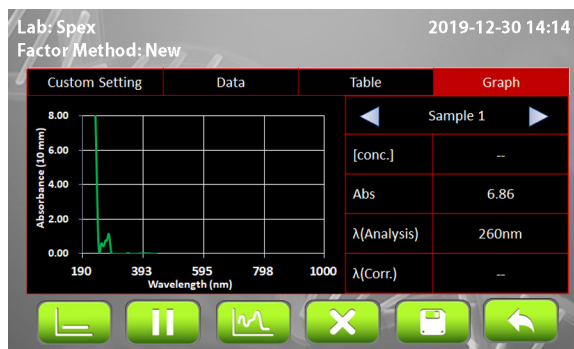 Lab: Spex
2019-12-30 14:14
Factor Method: New
Custom Setting
Data
Table
Graph
8.00
6.00
4.00
2.00
0.00
Absorbance (10 mm)
190
393
595
798
1000
Wavelength (nm)
Sample 1
[conc.]
--
Abs
6.86
λ(Analysis)
260nm
λ(Corr.)
--